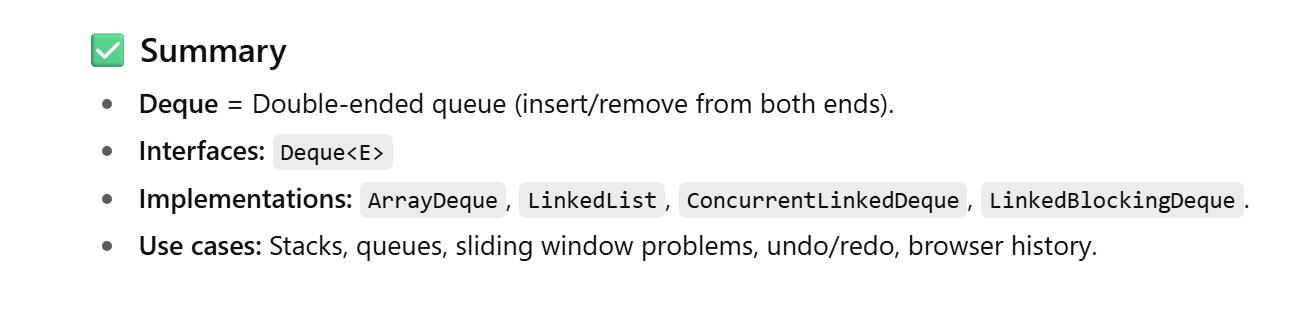 ✅ Summary
• Deque = Double-ended queue (insert/remove from both ends).
• Interfaces: Deque<E>
• Implementations: ArrayDeque, LinkedList, ConcurrentLinkedDeque, LinkedBlockingDeque.
• Use cases: Stacks, queues, sliding window problems, undo/redo, browser history.